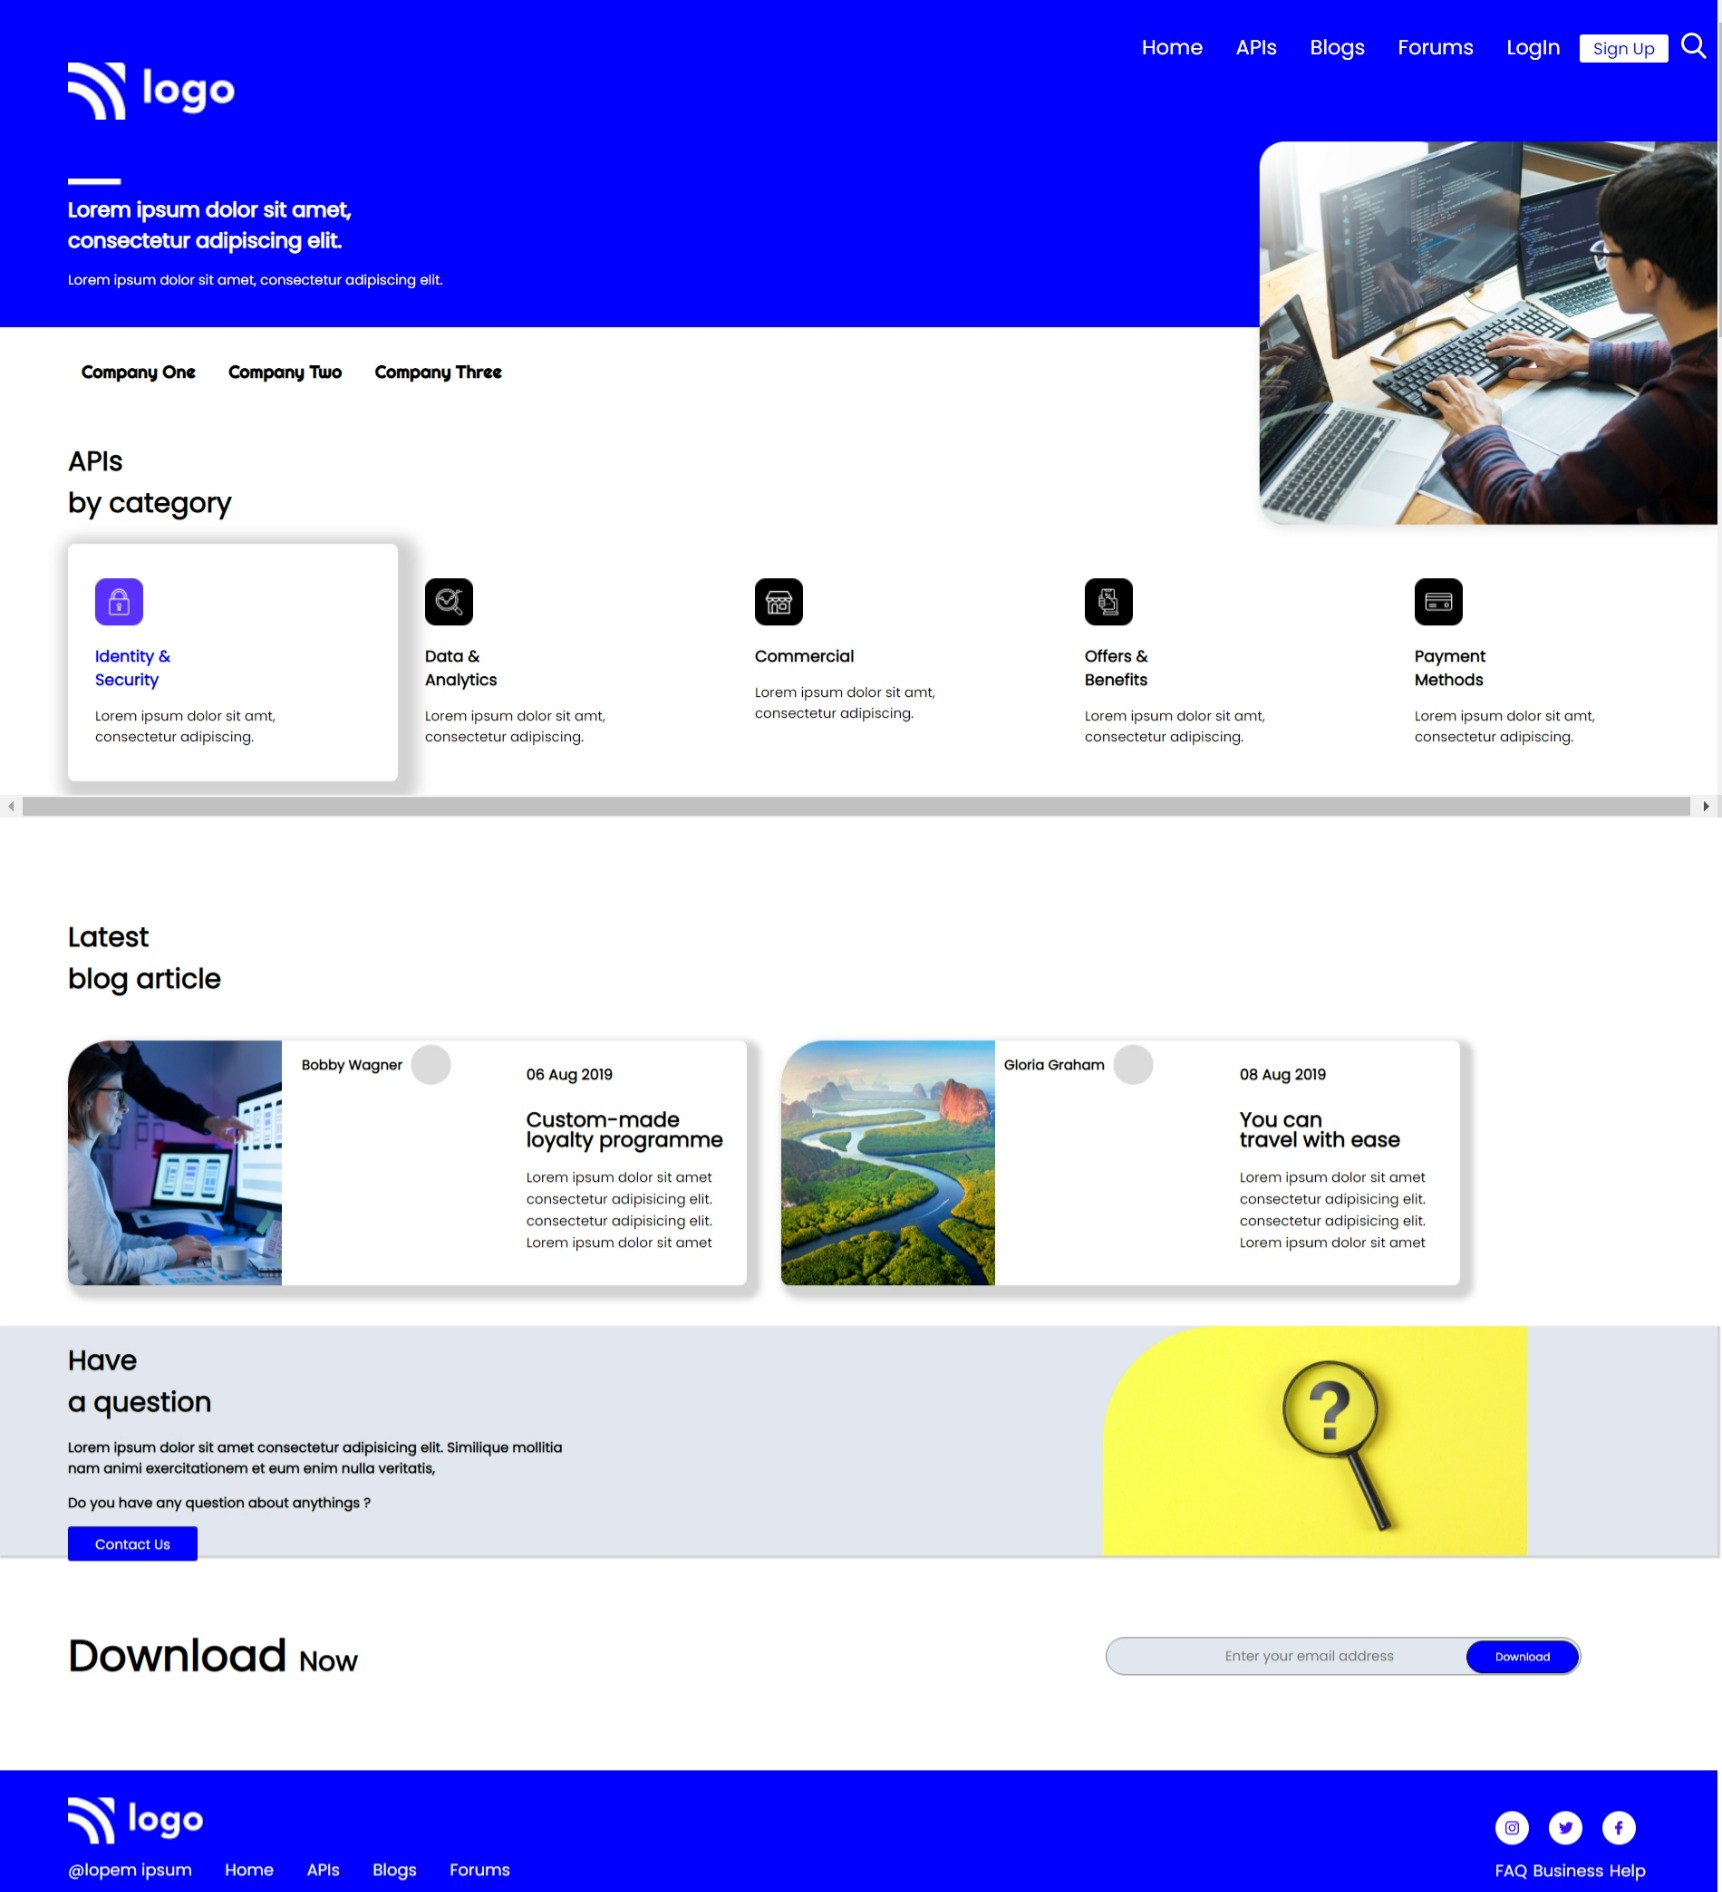 Home APIs Blogs Forums LogIn Sign Up
logo
Lorem ipsum dolor sit amet,
consectetur adipiscing elit.
Lorem ipsum dolor sit amet, consectetur adipiscing elit.
Company One Company Two Company Three
APIs
by category
Identity &
Security
Lorem ipsum dolor sit amt,
consectetur adipiscing.
Data &
Analytics
Lorem ipsum dolor sit amt,
consectetur adipiscing.
Commercial
Lorem ipsum dolor sit amt,
consectetur adipiscing.
Offers &
Benefits
Lorem ipsum dolor sit amt,
consectetur adipiscing.
Payment
Methods
Lorem ipsum dolor sit amt,
consectetur adipiscing.
Latest
blog article
Bobby Wagner
06 Aug 2019
Custom-made
loyalty programme
Lorem ipsum dolor sit amet
consectetur adipisicing elit.
consectetur adipisicing elit.
Lorem ipsum dolor sit amet
Gloria Graham
08 Aug 2019
You can
travel with ease
Lorem ipsum dolor sit amet
consectetur adipisicing elit.
consectetur adipisicing elit.
Lorem ipsum dolor sit amet
Have
a question
Lorem ipsum dolor sit amet consectetur adipisicing elit. Similique mollitia
nam animi exercitationem et eum enim nulla veritatis,
Do you have any question about anythings ?
Contact Us
?
Download Now
Enter your email address
Download
logo
@lopem ipsum Home APIs Blogs Forums
FAQ Business Help